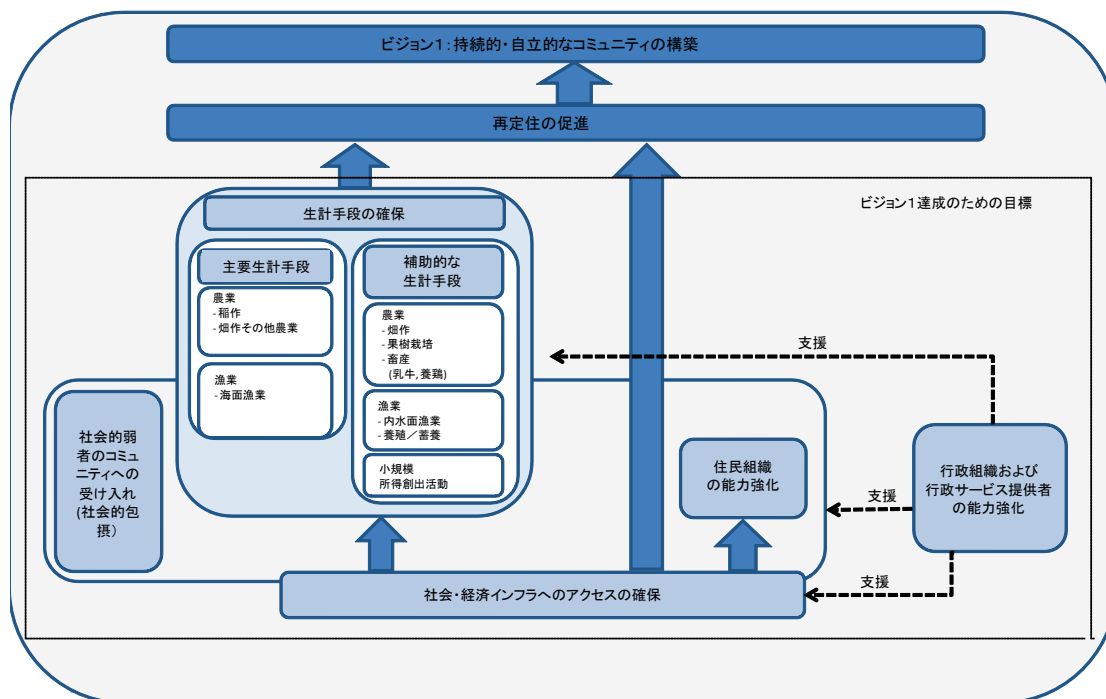 ビジョン1:持続的・自立的なコミュニティの構築
再定住の促進
ビジョン1達成のための目標
生計手段の確保
主要生計手段
農業
- 稲作
- 畑作その他農業
漁業
- 海面漁業
補助的な
生計手段
農業
- 畑作
- 果樹栽培
- 畜産
(乳牛,養鶏)
漁業
- 内水面漁業
- 養殖／蓄養
小規模
所得創出活動
社会的弱
者のコミュ
ニティへの
受け入れ
(社会的包
摂)
住民組織
の能力強化
行政組織および
行政サービス提供者
の能力強化
支援
支援
支援
社会・経済インフラへのアクセスの確保